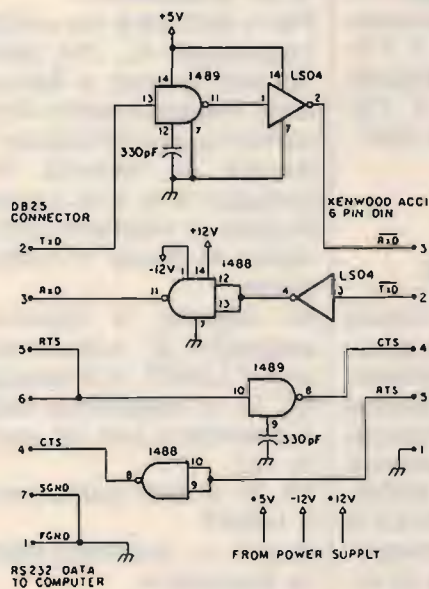 +5V
14
1489
14
LS04
13
11
1
2
12
7
7
330pF
DB25
CONNECTOR
KENWOOD ACC1
6 PIN DIN
2
TxD
RxD
3
+12V
-12V
1
14
1488
LS04
3
RxD
11
12
13
4
3
TxD
2
7
5
RTS
1489
CTS
4
6
10
8
RTS
5
9
4
CTS
1488
330pF
8
10
9
1
7
SGND
+5V
-12V
+12V
1
FGND
FROM POWER SUPPLY
RS232 DATA
TO COMPUTER